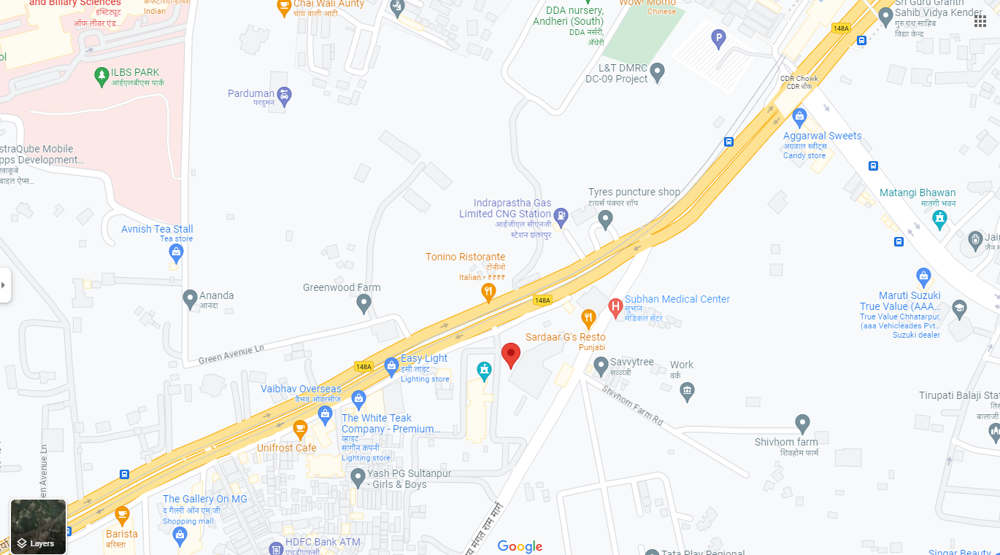 and Biliary Sciences
इंस्टिट्यूट
ऑफ़ लीवर एंड...
Indian
Chai Wali Aunty
चाय वाली आंटी
DDA nursery,
Andheri (South)
DDA नर्सरी,
अँधेरी
Wow! Momo
Chinese
Sri Guru Granth
Sahib Vidya Kender
गुरु ग्रंथ साहिब
विद्या केन्द्र
148A
P
ol
ILBS PARK
आईएलबीएस पार्क
L&T DMRC
DC-09 Project
CDR Chowk
CDR चौक
Parduman
परदुमन
Aggarwal Sweets
अग्रवाल स्वीट्स
Candy store
straQube Mobile
pps Development...
स्त्राकूबे
बाइल ऐप्स...
Tyres puncture shop
टायर्स पंक्चर शॉप
Matangi Bhawan
मातंगी भवन
Indraprastha Gas
Limited CNG Station
आईजीएल सीएनजी
स्टेशन छतरपुर
Avnish Tea Stall
Tea store
Jain
जैन म
Tonino Ristorante
टोंनीनो
Italian • ₹₹₹₹
Greenwood Farm
Ananda
आनंदा
148A
H
Subhan Medical Center
सुभान
मेडिकल सेंटर
Maruti Suzuki
True Value (AAA...
True Value Chhatarpur,
(aaa Vehicleades Pvt...
Suzuki dealer
Sardaar G's Resto
Punjabi
Green Avenue Ln
148A
Easy Light
इसी लाइट
Lighting store
Savvytree
सव्व्त्री
Work
वर्क
Vaibhav Overseas
वैभव ओवरसीज
Shivhom Farm Rd
Tirupati Balaji Stat
तिरु
बालाजी
The White Teak
Company - Premium...
व्हाइट
सागौन कंपनी
Lighting store
Unifrost Cafe
Shivhom farm
शिवहोम फार्म
en Avenue Ln
Yash PG Sultanpur
- Girls & Boys
The Gallery On MG
द गैलरी ऑन एम.जी
Shopping mall
य मंगत राम मार्ग
Barista
बरिस्ता
Layers
HDFC Bank ATM
एचडीएफसी
Google
Tata Play Regional
Singar Beauty